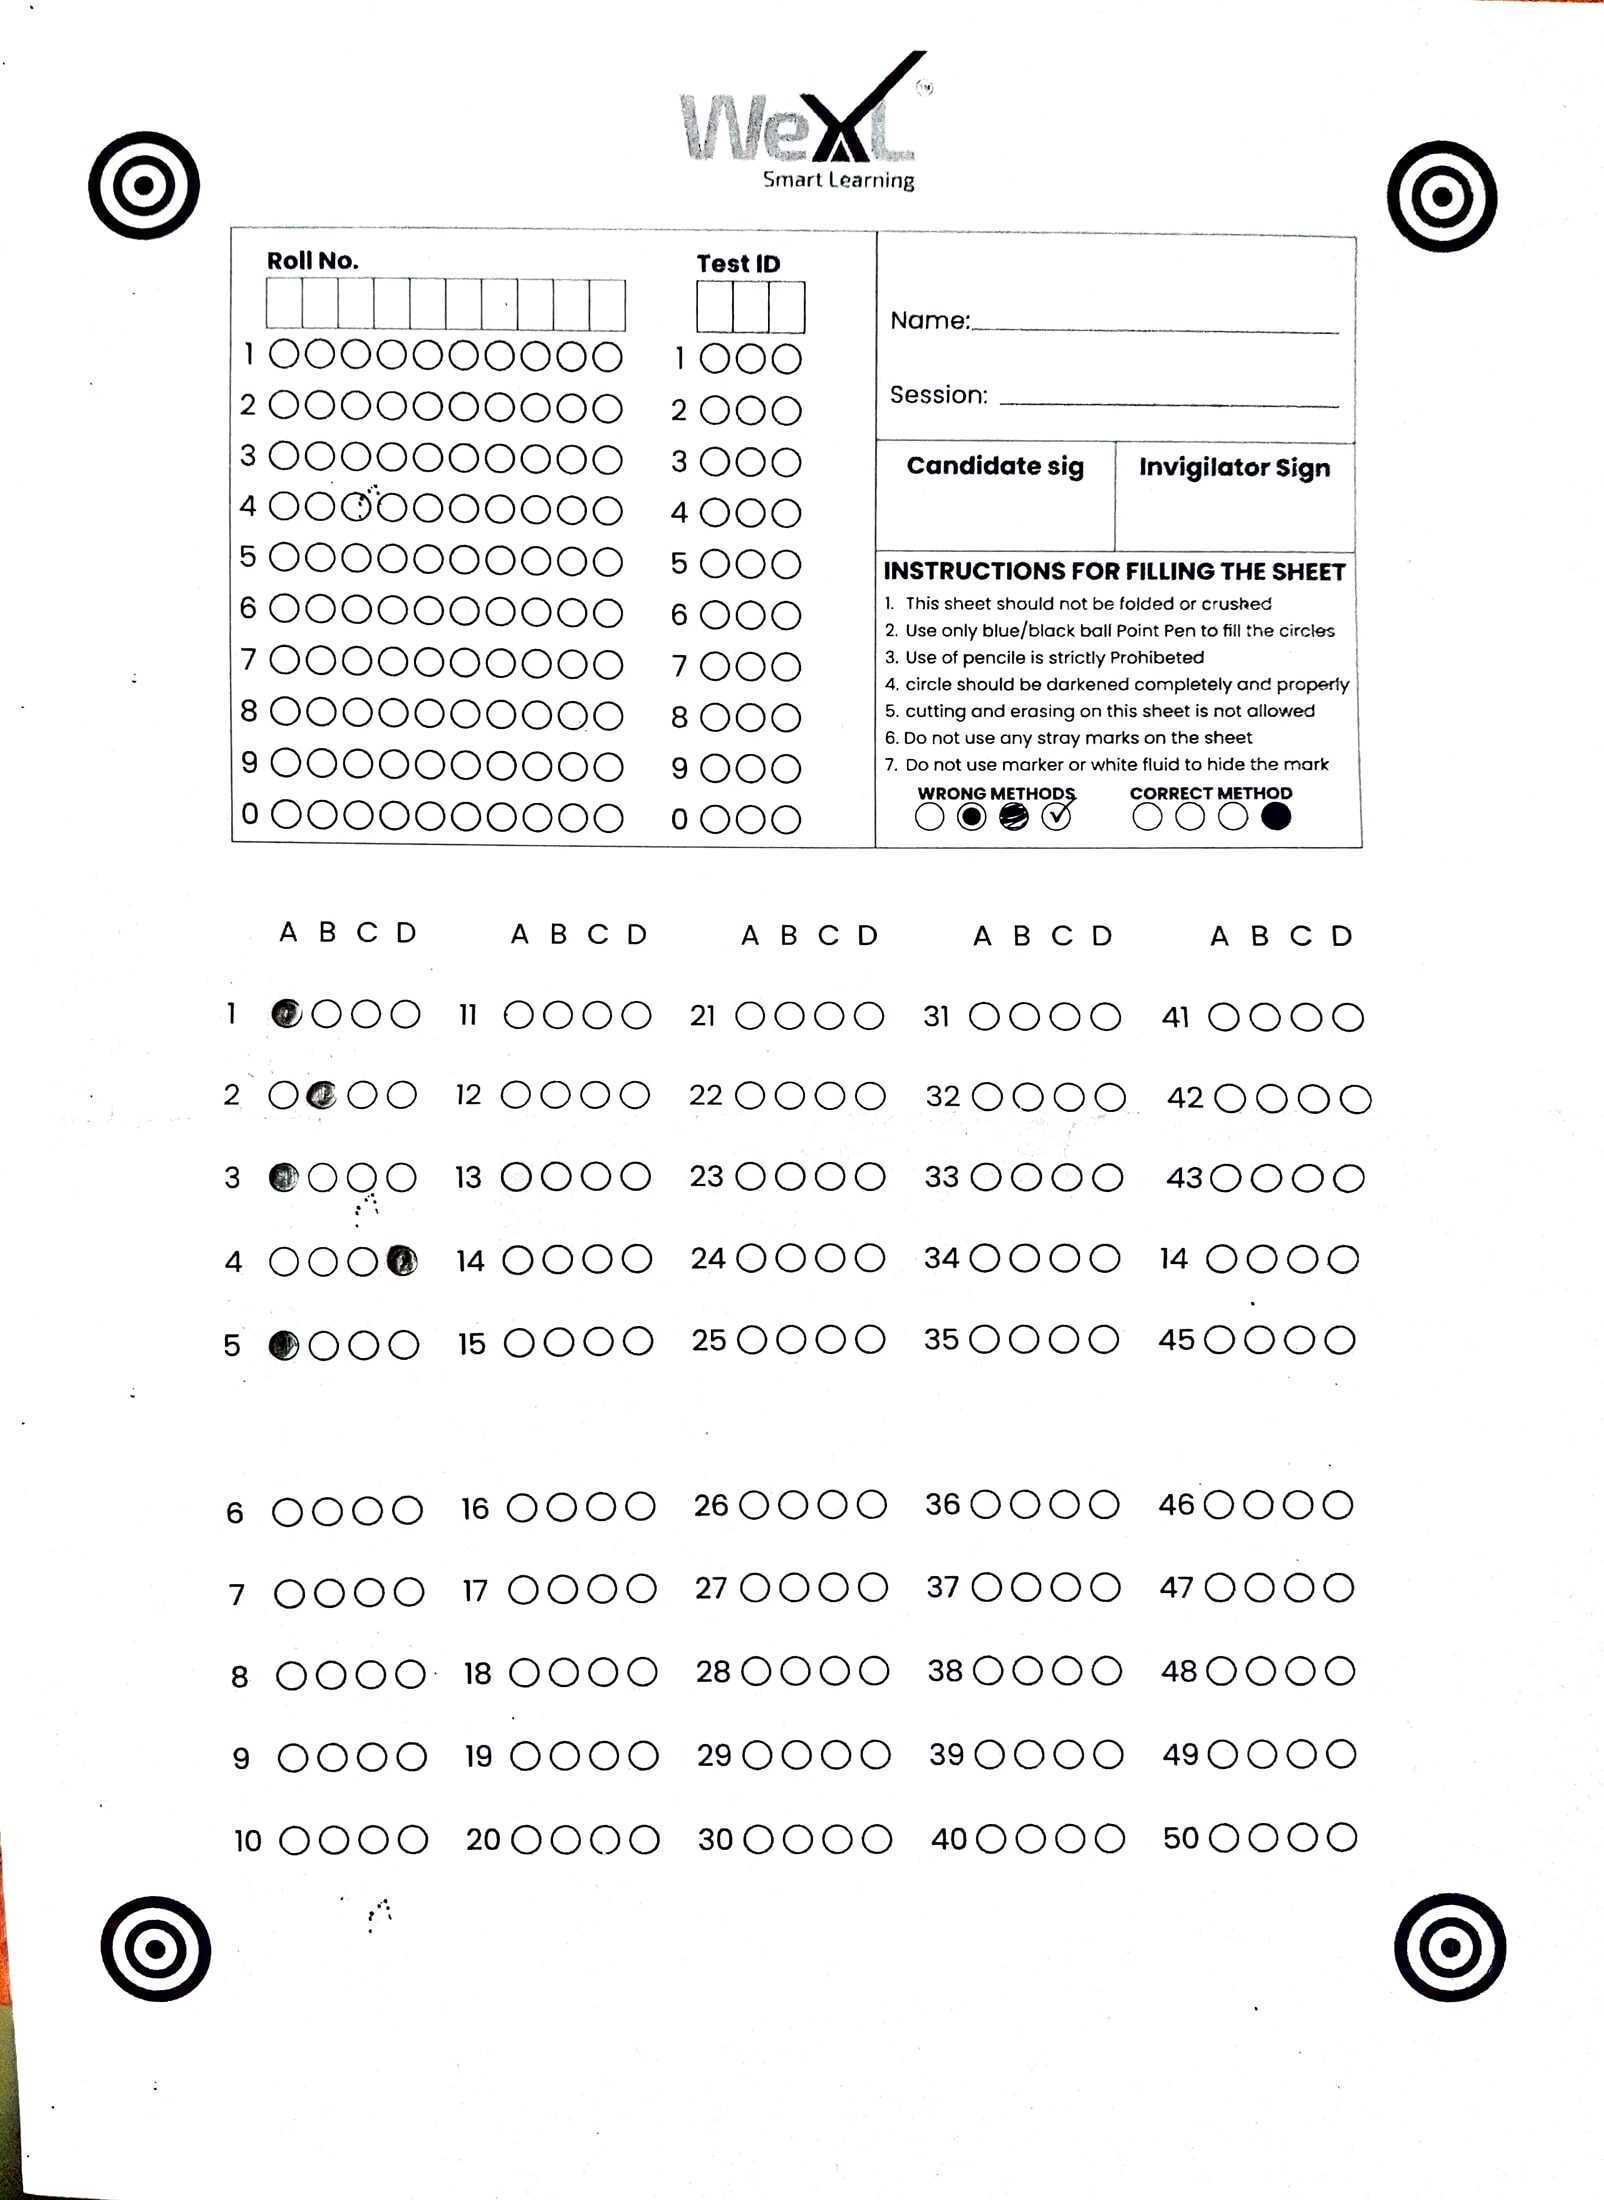 WeXL TM
Smart Learning
Roll No.
Test ID
1 1
2 2
3 3
4 4
5 5
6 6
7 7
8 8
9 9
0 0
Name:
Session:
Candidate sig Invigilator Sign
INSTRUCTIONS FOR FILLING THE SHEET
1. This sheet should not be folded or crushed
2. Use only blue/black ball Point Pen to fill the circles
3. Use of pencile is strictly Prohibeted
4. circle should be darkened completely and properly
5. cutting and erasing on this sheet is not allowed
6. Do not use any stray marks on the sheet
7. Do not use marker or white fluid to hide the mark
WRONG METHODS CORRECT METHOD
A B C D A B C D A B C D A B C D A B C D
1 11 21 31 41
2 12 22 32 42
3 13 23 33 43
4 14 24 34 14
5 15 25 35 45
6 16 26 36 46
7 17 27 37 47
8 18 28 38 48
9 19 29 39 49
10 20 30 40 50